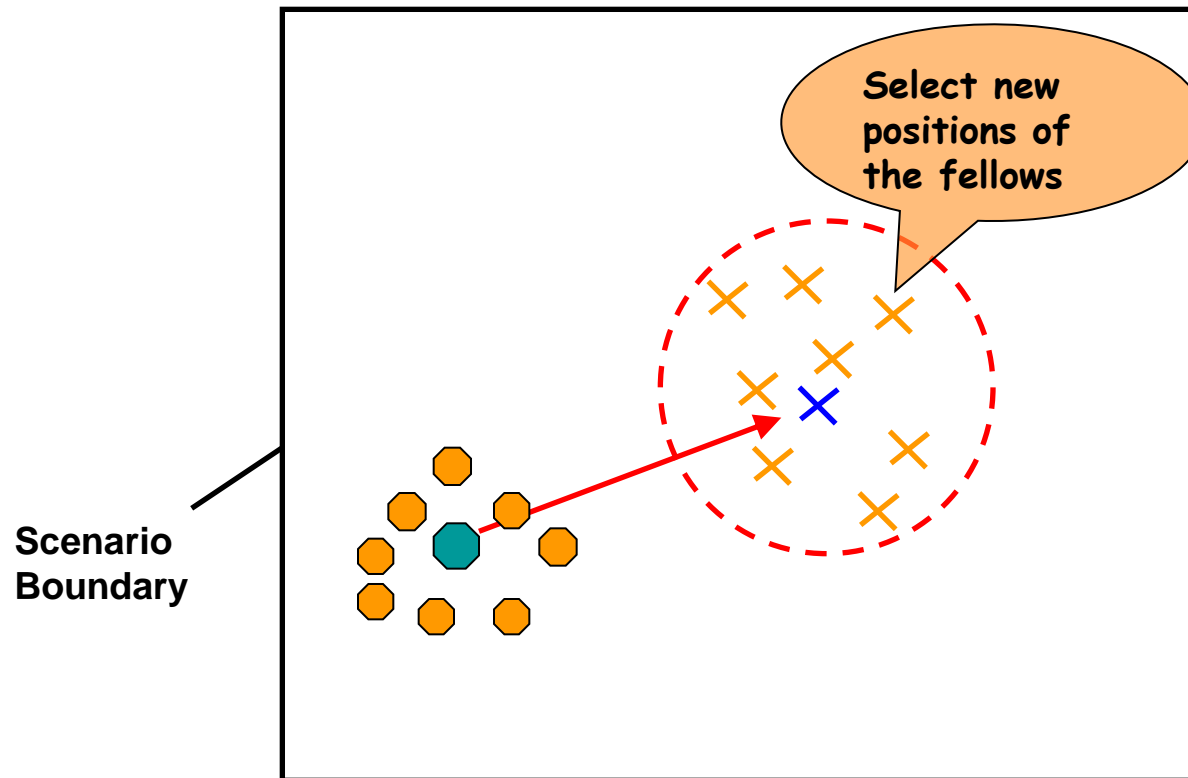 Select new
positions of
the fellows
Scenario
Boundary